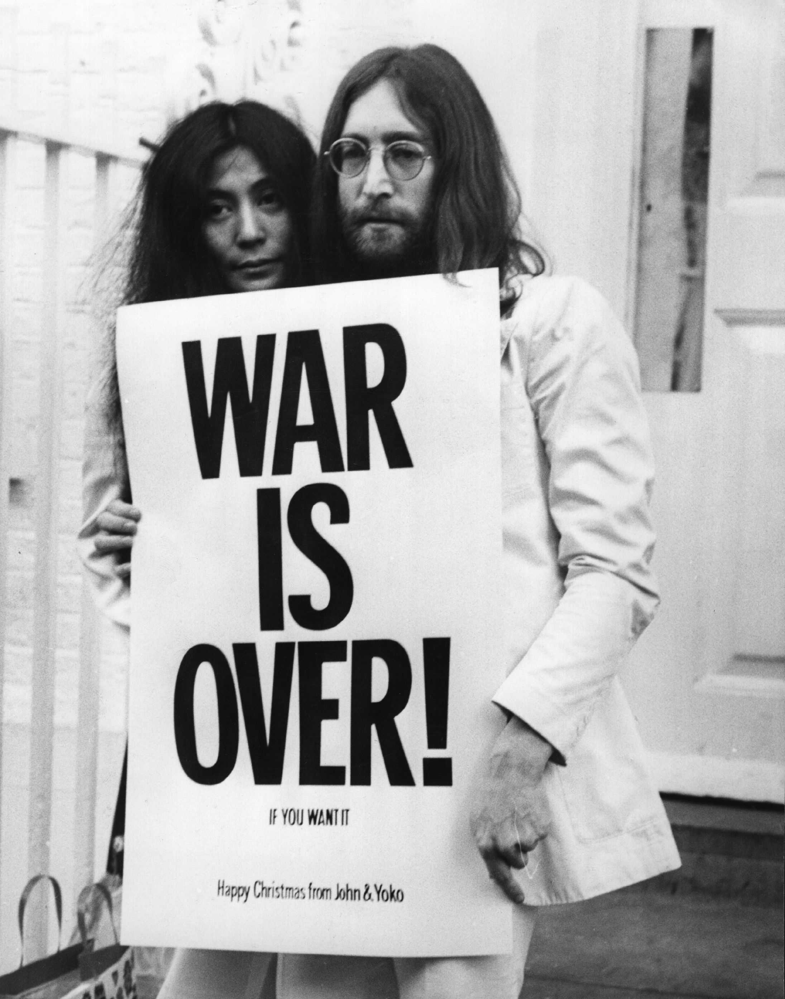 WAR
IS
OVER!
IF YOU WANT IT
Happy Christmas from John & Yoko